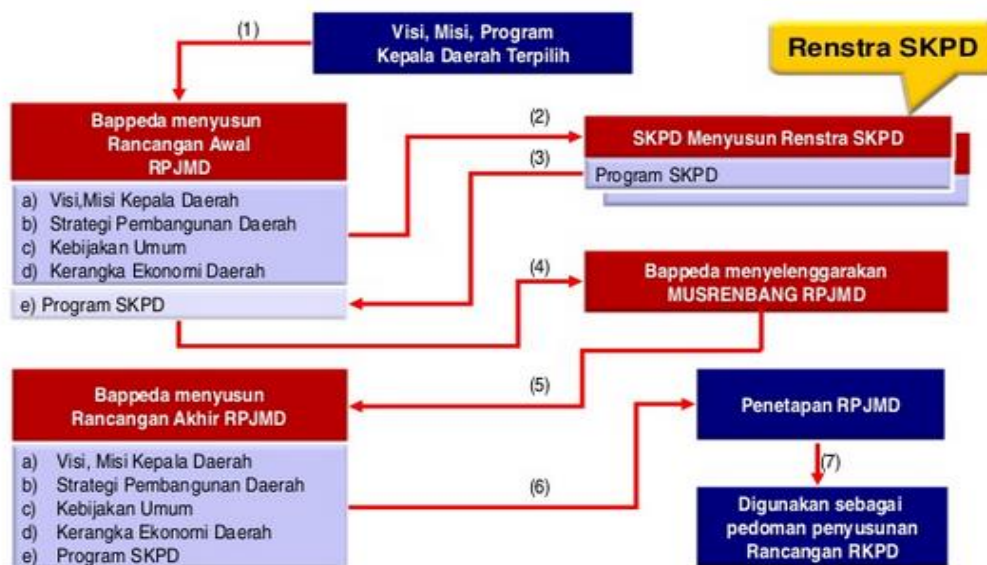 (1)
Visi, Misi, Program
Kepala Daerah Terpilih
Renstra SKPD
Bappeda menyusun
Rancangan Awal
RPJMD
a) Visi,Misi Kepala Daerah
b) Strategi Pembangunan Daerah
c) Kebijakan Umum
d) Kerangka Ekonomi Daerah
e) Program SKPD
(2)
(3)
SKPD Menyusun Renstra SKPD
Program SKPD
(4)
Bappeda menyelenggarakan
MUSRENBANG RPJMD
(5)
Bappeda menyusun
Rancangan Akhir RPJMD
a) Visi, Misi Kepala Daerah
b) Strategi Pembangunan Daerah
c) Kebijakan Umum
d) Kerangka Ekonomi Daerah
e) Program SKPD
(6)
Penetapan RPJMD
(7)
Digunakan sebagai
pedoman penyusunan
Rancangan RKPD